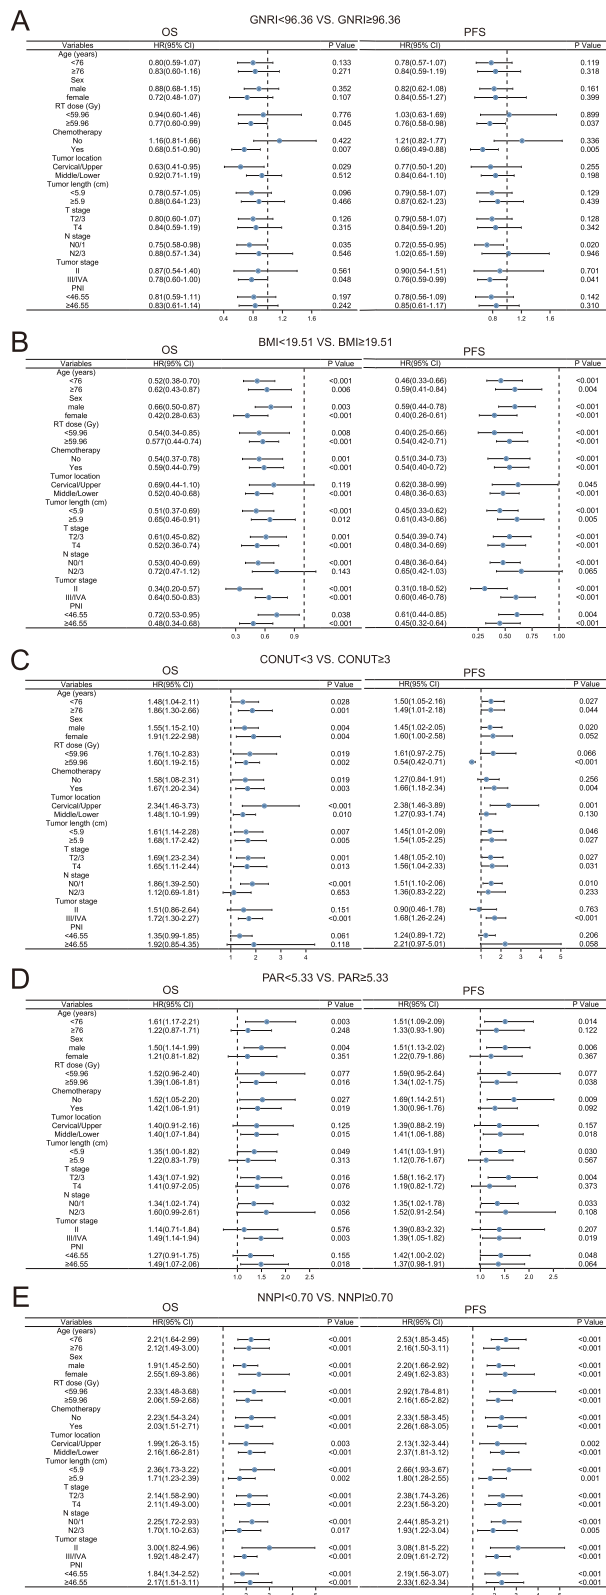 A
GNRI<96.36 VS. GNRI≥96.36
OS PFS
Variables HR(95% CI) P Value HR(95% CI) P Value
Age (years)
<76 0.80(0.59-1.07) 0.133 0.78(0.57-1.07) 0.119
≥76 0.83(0.60-1.16) 0.271 0.84(0.59-1.19) 0.318
Sex
male 0.88(0.68-1.15) 0.352 0.82(0.62-1.08) 0.161
female 0.72(0.48-1.07) 0.107 0.84(0.55-1.27) 0.399
RT dose (Gy)
<59.96 0.94(0.60-1.46) 0.776 1.03(0.63-1.69) 0.899
≥59.96 0.77(0.60-0.99) 0.045 0.76(0.58-0.98) 0.037
Chemotherapy
No 1.16(0.81-1.66) 0.422 1.21(0.82-1.77) 0.336
Yes 0.68(0.51-0.90) 0.007 0.66(0.49-0.88) 0.005
Tumor location
Cervical/Upper 0.63(0.41-0.95) 0.029 0.77(0.50-1.20) 0.255
Middle/Lower 0.92(0.71-1.19) 0.512 0.84(0.64-1.10) 0.198
Tumor length (cm)
<5.9 0.78(0.57-1.05) 0.096 0.79(0.58-1.07) 0.129
≥5.9 0.88(0.64-1.23) 0.466 0.87(0.62-1.23) 0.439
T stage
T2/3 0.80(0.60-1.07) 0.126 0.79(0.58-1.07) 0.128
T4 0.84(0.59-1.19) 0.315 0.84(0.59-1.20) 0.342
N stage
N0/1 0.75(0.58-0.98) 0.035 0.72(0.55-0.95) 0.020
N2/3 0.88(0.57-1.34) 0.546 1.02(0.65-1.59) 0.946
Tumor stage
II 0.87(0.54-1.40) 0.561 0.90(0.54-1.51) 0.701
III/IVA 0.78(0.60-1.00) 0.048 0.76(0.59-0.99) 0.041
PNI
<46.55 0.81(0.59-1.11) 0.197 0.78(0.56-1.09) 0.142
≥46.55 0.83(0.61-1.14) 0.242 0.85(0.61-1.17) 0.310
0.4 0.8 1.2 1.6 0.8 1.2 1.6
B
BMI<19.51 VS. BMI≥19.51
OS PFS
Variables HR(95% CI) P Value HR(95% CI) P Value
Age (years)
<76 0.52(0.38-0.70) <0.001 0.46(0.33-0.66) <0.001
≥76 0.62(0.43-0.87) 0.006 0.59(0.41-0.84) 0.004
Sex
male 0.66(0.50-0.87) 0.003 0.59(0.44-0.78) <0.001
female 0.42(0.28-0.63) <0.001 0.40(0.26-0.61) <0.001
RT dose (Gy)
<59.96 0.54(0.34-0.85) 0.008 0.40(0.25-0.66) <0.001
≥59.96 0.577(0.44-0.74) <0.001 0.54(0.42-0.71) <0.001
Chemotherapy
No 0.54(0.37-0.78) 0.001 0.51(0.34-0.73) <0.001
Yes 0.59(0.44-0.79) <0.001 0.54(0.40-0.72) <0.001
Tumor location
Cervical/Upper 0.69(0.44-1.10) 0.119 0.62(0.38-0.99) 0.045
Middle/Lower 0.52(0.40-0.68) <0.001 0.48(0.36-0.63) <0.001
Tumor length (cm)
<5.9 0.51(0.37-0.69) <0.001 0.45(0.33-0.62) <0.001
≥5.9 0.65(0.46-0.91) 0.012 0.61(0.43-0.86) 0.005
T stage
T2/3 0.61(0.45-0.82) 0.001 0.54(0.39-0.74) <0.001
T4 0.52(0.36-0.74) <0.001 0.48(0.34-0.69) <0.001
N stage
N0/1 0.53(0.40-0.69) <0.001 0.48(0.36-0.64) <0.001
N2/3 0.72(0.47-1.12) 0.143 0.65(0.42-1.03) 0.065
Tumor stage
II 0.34(0.20-0.57) <0.001 0.31(0.18-0.52) <0.001
III/IVA 0.64(0.50-0.83) <0.001 0.60(0.46-0.78) <0.001
PNI
<46.55 0.72(0.53-0.95) 0.038 0.61(0.44-0.85) 0.004
≥46.55 0.48(0.34-0.68) <0.001 0.45(0.32-0.64) <0.001
0.3 0.6 0.9 0.25 0.50 0.75 1.00
C
CONUT<3 VS. CONUT≥3
OS PFS
Variables HR(95% CI) P Value HR(95% CI) P Value
Age (years)
<76 1.48(1.04-2.11) 0.028 1.50(1.05-2.16) 0.027
≥76 1.86(1.30-2.66) 0.001 1.49(1.01-2.18) 0.044
Sex
male 1.55(1.15-2.10) 0.004 1.45(1.02-2.05) 0.020
female 1.91(1.22-2.98) 0.004 1.60(1.00-2.58) 0.052
RT dose (Gy)
<59.96 1.76(1.10-2.83) 0.019 1.61(0.97-2.75) 0.066
≥59.96 1.60(1.19-2.15) 0.002 0.54(0.42-0.71) <0.001
Chemotherapy
No 1.58(1.08-2.31) 0.019 1.27(0.84-1.91) 0.256
Yes 1.67(1.20-2.34) 0.003 1.66(1.18-2.34) 0.004
Tumor location
Cervical/Upper 2.34(1.46-3.73) <0.001 2.38(1.46-3.89) 0.001
Middle/Lower 1.48(1.10-1.99) 0.010 1.27(0.93-1.74) 0.130
Tumor length (cm)
<5.9 1.61(1.14-2.28) 0.007 1.45(1.01-2.09) 0.046
≥5.9 1.68(1.17-2.42) 0.005 1.54(1.05-2.25) 0.027
T stage
T2/3 1.69(1.23-2.34) 0.001 1.48(1.05-2.10) 0.027
T4 1.65(1.11-2.44) 0.013 1.56(1.04-2.33) 0.031
N stage
N0/1 1.86(1.39-2.50) <0.001 1.51(1.10-2.06) 0.010
N2/3 1.12(0.69-1.81) 0.653 1.36(0.83-2.22) 0.233
Tumor stage
II 1.51(0.86-2.64) 0.151 0.90(0.46-1.78) 0.763
III/IVA 1.72(1.30-2.27) <0.001 1.68(1.26-2.24) <0.001
PNI
<46.55 1.35(0.99-1.85) 0.061 1.24(0.89-1.72) 0.206
≥46.55 1.92(0.85-4.35) 0.118 2.21(0.97-5.01) 0.058
1 2 3 4 0 1 2 3 4 5
D
PAR<5.33 VS. PAR≥5.33
OS PFS
Variables HR(95% CI) P Value HR(95% CI) P Value
Age (years)
<76 1.61(1.17-2.21) 0.003 1.51(1.09-2.09) 0.014
≥76 1.22(0.87-1.71) 0.248 1.33(0.93-1.90) 0.122
Sex
male 1.50(1.14-1.99) 0.004 1.51(1.13-2.02) 0.006
female 1.21(0.81-1.82) 0.351 1.22(0.79-1.86) 0.367
RT dose (Gy)
<59.96 1.52(0.96-2.40) 0.077 1.59(0.95-2.64) 0.077
≥59.96 1.39(1.06-1.81) 0.016 1.34(1.02-1.75) 0.038
Chemotherapy
No 1.52(1.05-2.20) 0.027 1.69(1.14-2.51) 0.009
Yes 1.42(1.06-1.91) 0.019 1.30(0.96-1.76) 0.092
Tumor location
Cervical/Upper 1.40(0.91-2.16) 0.125 1.39(0.88-2.19) 0.157
Middle/Lower 1.40(1.07-1.84) 0.015 1.41(1.06-1.88) 0.018
Tumor length (cm)
<5.9 1.35(1.00-1.82) 0.049 1.41(1.03-1.91) 0.030
≥5.9 1.22(0.83-1.79) 0.313 1.12(0.76-1.67) 0.567
T stage
T2/3 1.43(1.07-1.92) 0.016 1.58(1.16-2.17) 0.004
T4 1.41(0.97-2.05) 0.076 1.19(0.82-1.72) 0.373
N stage
N0/1 1.34(1.02-1.74) 0.032 1.35(1.02-1.78) 0.033
N2/3 1.60(0.99-2.61) 0.056 1.52(0.91-2.54) 0.108
Tumor stage
II 1.14(0.71-1.84) 0.576 1.39(0.83-2.32) 0.207
III/IVA 1.49(1.14-1.94) 0.003 1.39(1.05-1.82) 0.019
PNI
<46.55 1.27(0.91-1.75) 0.155 1.42(1.00-2.02) 0.048
≥46.55 1.49(1.07-2.06) 0.018 1.37(0.98-1.91) 0.064
1.0 1.5 2.0 2.5 1.0 1.5 2.0 2.5
E
NNPI<0.70 VS. NNPI≥0.70
OS PFS
Variables HR(95% CI) P Value HR(95% CI) P Value
Age (years)
<76 2.21(1.64-2.99) <0.001 2.53(1.85-3.45) <0.001
≥76 2.12(1.49-3.00) <0.001 2.16(1.50-3.11) <0.001
Sex
male 1.91(1.45-2.50) <0.001 2.20(1.66-2.92) <0.001
female 2.55(1.69-3.86) <0.001 2.49(1.62-3.83) <0.001
RT dose (Gy)
<59.96 2.33(1.48-3.68) <0.001 2.92(1.78-4.81) <0.001
≥59.96 2.06(1.59-2.68) <0.001 2.16(1.65-2.82) <0.001
Chemotherapy
No 2.23(1.54-3.24) <0.001 2.33(1.58-3.45) <0.001
Yes 2.03(1.51-2.71) <0.001 2.26(1.68-3.05) <0.001
Tumor location
Cervical/Upper 1.99(1.26-3.15) 0.003 2.13(1.32-3.44) 0.002
Middle/Lower 2.16(1.66-2.81) <0.001 2.37(1.81-3.12) <0.001
Tumor length (cm)
<5.9 2.36(1.73-3.22) <0.001 2.66(1.93-3.67) <0.001
≥5.9 1.71(1.23-2.39) 0.002 1.80(1.28-2.55) 0.001
T stage
T2/3 2.14(1.58-2.90) <0.001 2.38(1.74-3.26) <0.001
T4 2.11(1.49-3.00) <0.001 2.23(1.56-3.20) <0.001
N stage
N0/1 2.25(1.72-2.93) <0.001 2.44(1.85-3.21) <0.001
N2/3 1.70(1.10-2.63) 0.017 1.93(1.22-3.04) 0.005
Tumor stage
II 3.00(1.82-4.96) <0.001 3.08(1.81-5.22) <0.001
III/IVA 1.92(1.48-2.47) <0.001 2.09(1.61-2.72) <0.001
PNI
<46.55 1.84(1.34-2.52) <0.001 2.19(1.56-3.07) <0.001
≥46.55 2.17(1.51-3.11) <0.001 2.33(1.62-3.34) <0.001